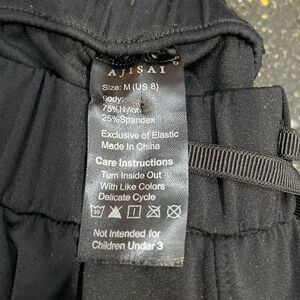 AJISAI
Size: M (US 8)
Body:
75%Nylon
25%Spandex
Exclusive of Elastic
Made In China
Care Instructions
Turn Inside Out
With Like Colors
Delicate Cycle
Not Intended for
Children Under 3